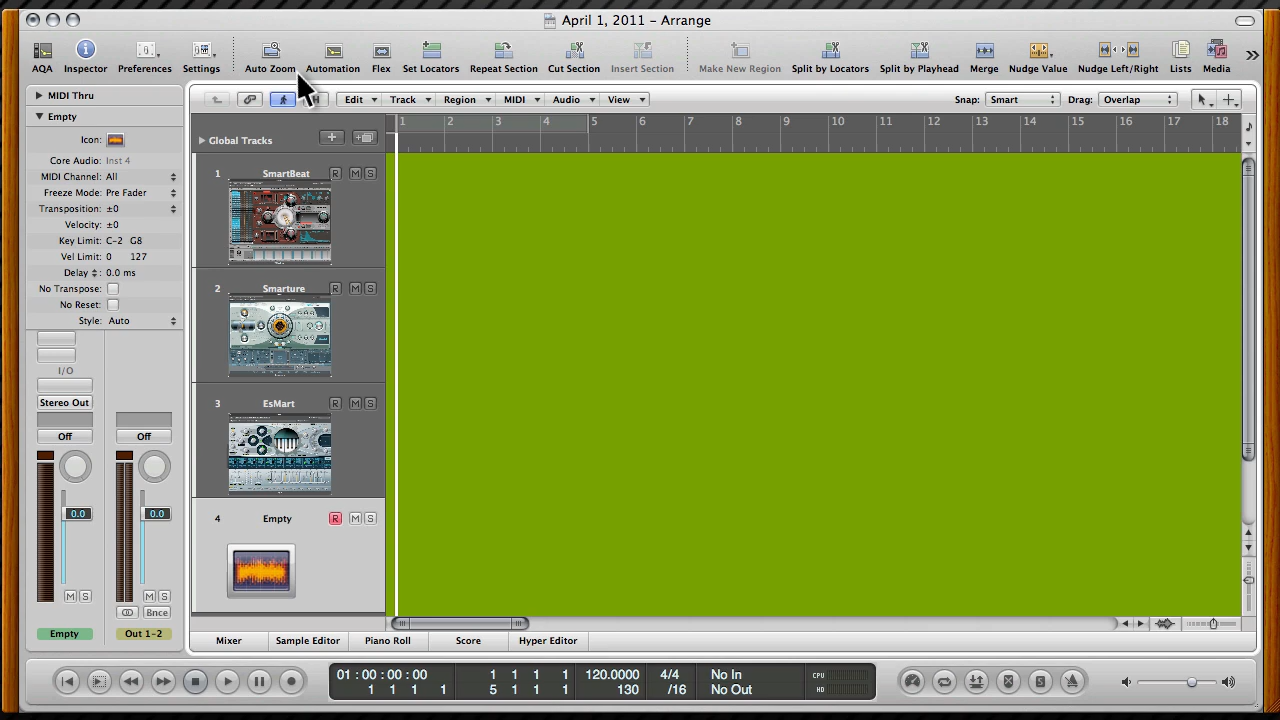 April 1, 2011 – Arrange
AQA Inspector Preferences Settings Auto Zoom Automation Flex Set Locators Repeat Section Cut Section Insert Section Make New Region Split by Locators Split by Playhead Merge Nudge Value Nudge Left/Right Lists Media
MIDI Thru
Edit Track Region MIDI Audio View Snap: Smart Drag: Overlap
Empty
1 2 3 4 5 6 7 8 9 10 11 12 13 14 15 16 17 18
Global Tracks
Icon:
Core Audio: Inst 4
MIDI Channel: All
Freeze Mode: Pre Fader
Transposition: ±0
Velocity: ±0
Key Limit: C-2 G8
Vel Limit: 0 127
Delay : 0.0 ms
No Transpose:
No Reset:
Style: Auto
1 SmartBeat R M S
2 Smarture R M S
3 EsMart R M S
4 Empty R M S
I/O
Stereo Out
Off Off
0.0 0.0
M S M S
Bnce
Empty Out 1-2
Mixer Sample Editor Piano Roll Score Hyper Editor
01:00:00:00 1 1 1 1 120.0000 4/4 No In CPU
1 1 1 1 5 1 1 1 130 /16 No Out HD
S